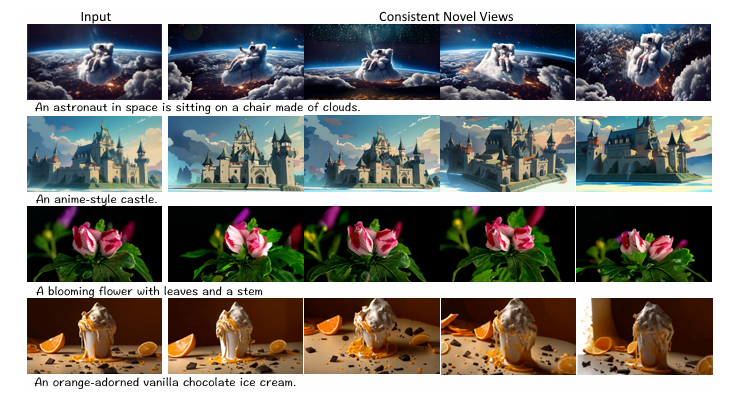 Input
Consistent Novel Views
An astronaut in space is sitting on a chair made of clouds.
An anime-style castle.
A blooming flower with leaves and a stem
An orange-adorned vanilla chocolate ice cream.